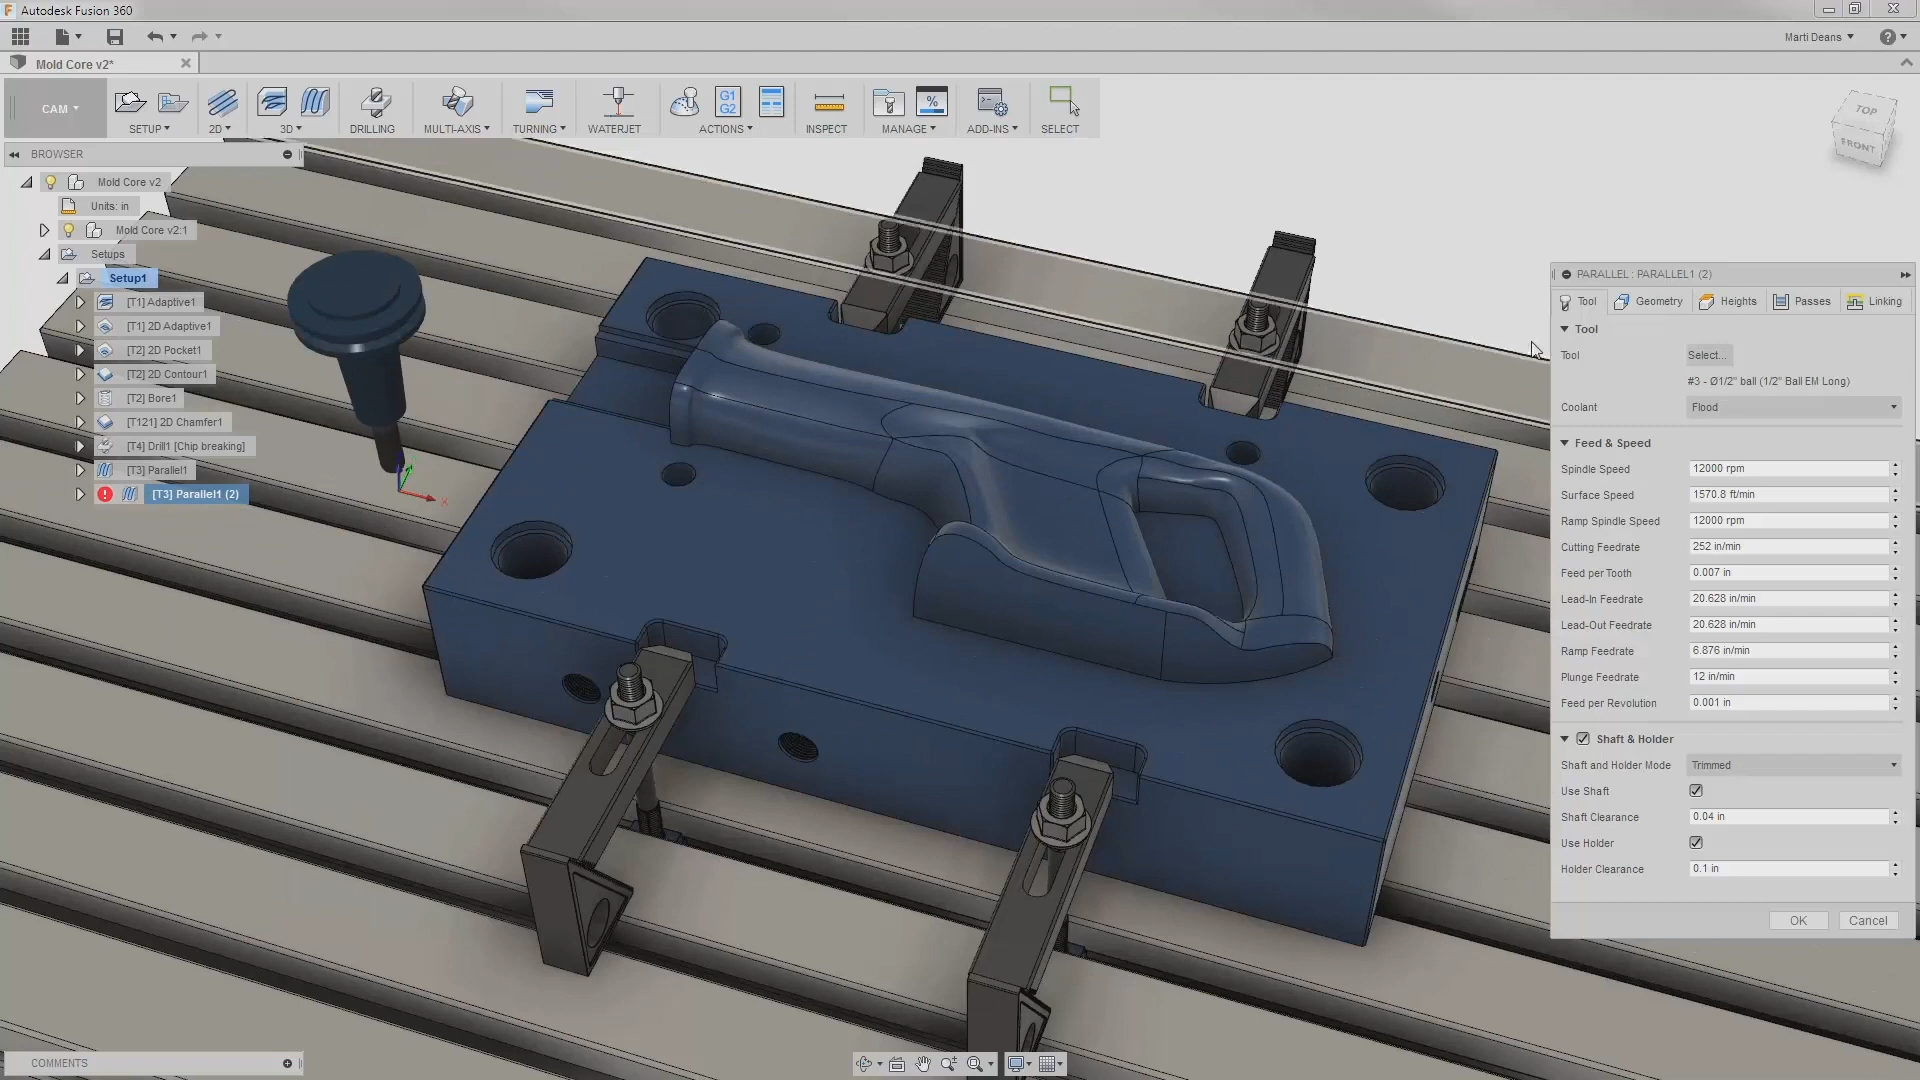 Autodesk Fusion 360
Marti Deans
Mold Core v2*
CAM
SETUP
2D
3D
DRILLING
MULTI-AXIS
TURNING
WATERJET
G1
G2
ACTIONS
INSPECT
%
MANAGE
ADD-INS
SELECT
TOP
FRONT
BROWSER
Mold Core v2
Units: in
Mold Core v2:1
Setups
Setup1
[T1] Adaptive1
[T1] 2D Adaptive1
[T2] 2D Pocket1
[T2] 2D Contour1
[T2] Bore1
[T121] 2D Chamfer1
[T4] Drill1 [Chip breaking]
[T3] Parallel1
[T3] Parallel1 (2)
X
PARALLEL : PARALLEL1 (2)
Tool Geometry Heights Passes Linking
Tool
Tool Select...
#3 - Ø1/2" ball (1/2" Ball EM Long)
Coolant Flood
Feed & Speed
Spindle Speed 12000 rpm
Surface Speed 1570.8 ft/min
Ramp Spindle Speed 12000 rpm
Cutting Feedrate 252 in/min
Feed per Tooth 0.007 in
Lead-In Feedrate 20.628 in/min
Lead-Out Feedrate 20.628 in/min
Ramp Feedrate 6.876 in/min
Plunge Feedrate 12 in/min
Feed per Revolution 0.001 in
Shaft & Holder
Shaft and Holder Mode Trimmed
Use Shaft
Shaft Clearance 0.04 in
Use Holder
Holder Clearance 0.1 in
OK Cancel
COMMENTS